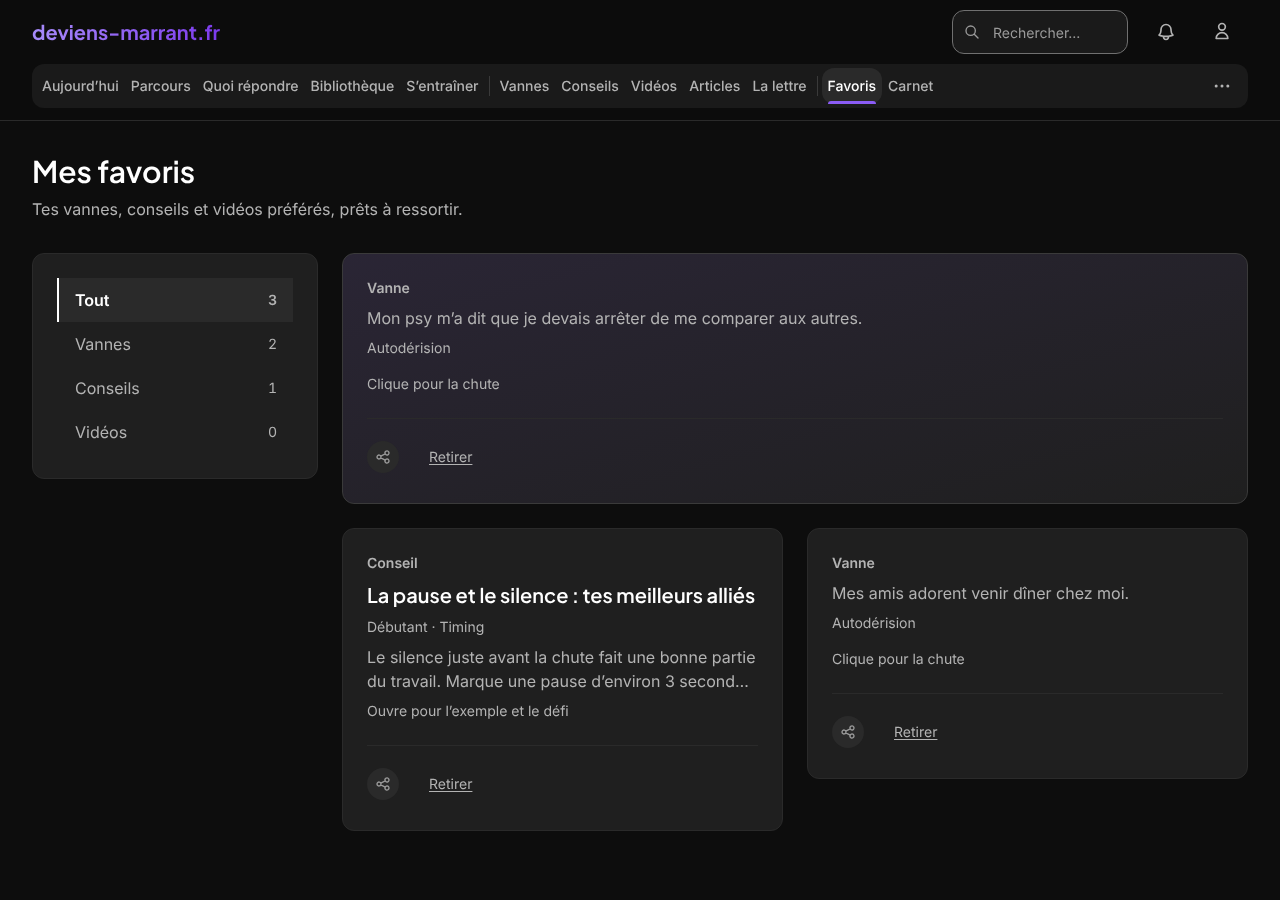 deviens-marrant.fr
Rechercher...
Aujourd’hui Parcours Quoi répondre Bibliothèque S’entraîner Vannes Conseils Vidéos Articles La lettre Favoris Carnet
Mes favoris
Tes vannes, conseils et vidéos préférés, prêts à ressortir.
Tout 3
Vannes 2
Conseils 1
Vidéos 0
Vanne
Mon psy m’a dit que je devais arrêter de me comparer aux autres.
Autodérision
Clique pour la chute
Retirer
Conseil
La pause et le silence : tes meilleurs alliés
Débutant · Timing
Le silence juste avant la chute fait une bonne partie
du travail. Marque une pause d’environ 3 second...
Ouvre pour l’exemple et le défi
Retirer
Vanne
Mes amis adorent venir dîner chez moi.
Autodérision
Clique pour la chute
Retirer